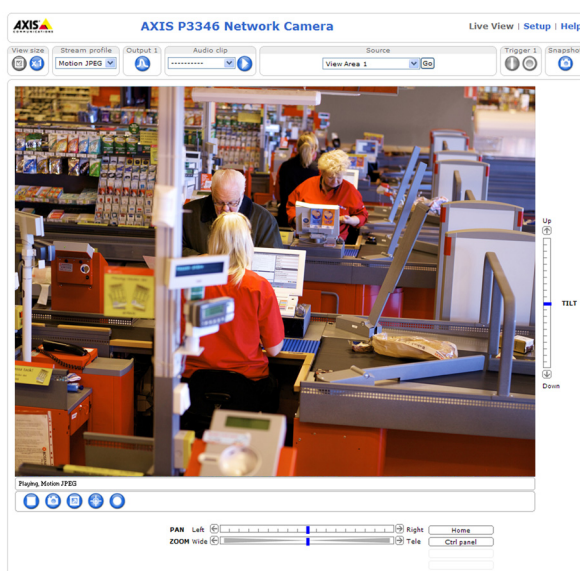 AXIS
COMMUNICATIONS
AXIS P3346 Network Camera
Live View | Setup | Help
View size
Stream profile
Motion JPEG
Output 1
Audio clip
----------
Source
View Area 1
Go
Trigger 1
Snapshot
Up
TILT
Down
Playing, Motion JPEG
PAN Left Right Home
ZOOM Wide Tele Ctrl panel